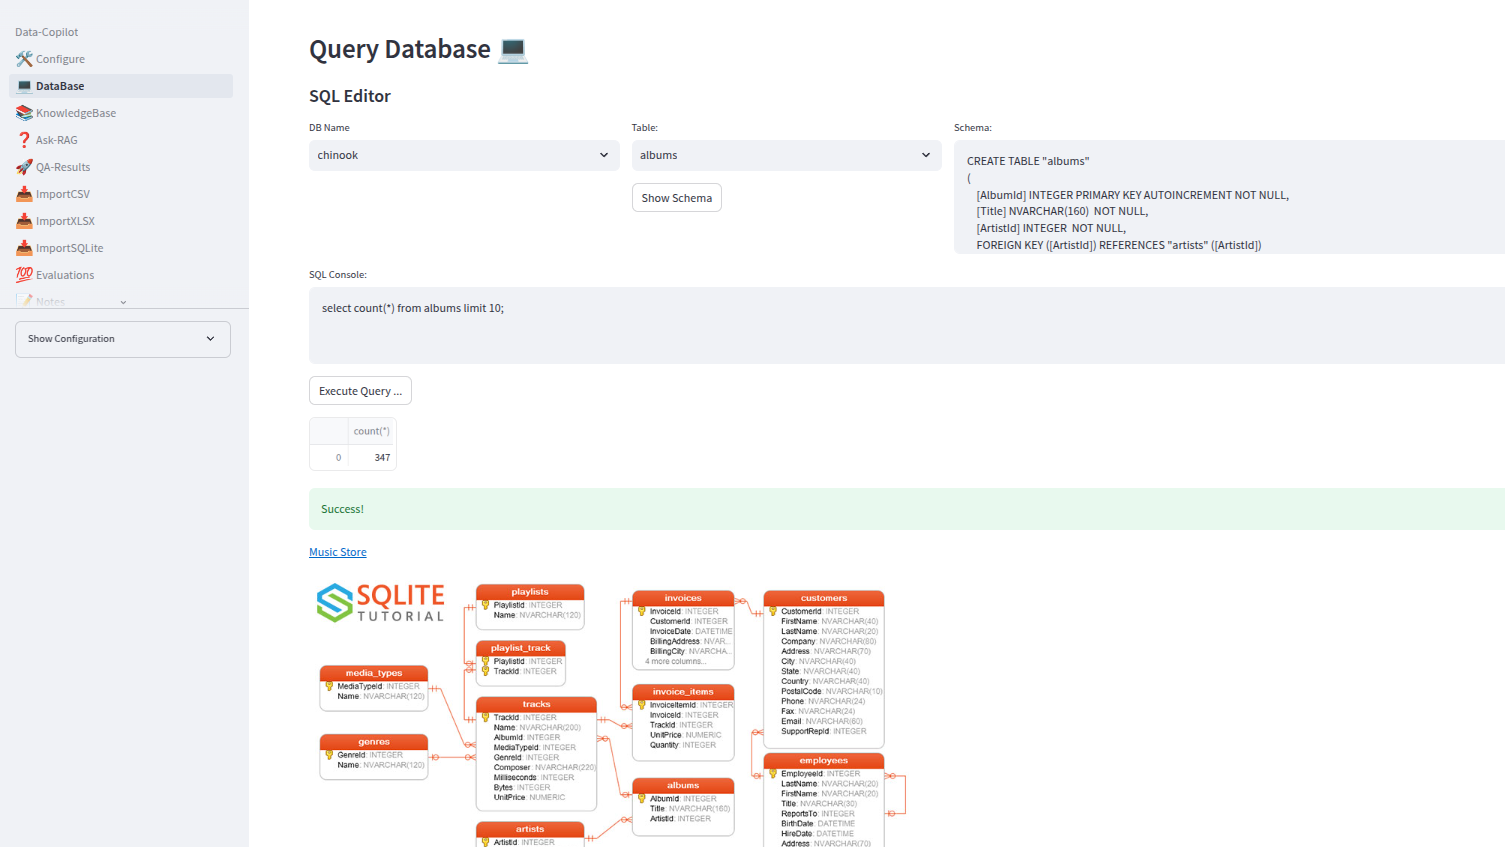 Data-Copilot
Configure
DataBase
KnowledgeBase
Ask-RAG
QA-Results
ImportCSV
ImportXLSX
ImportSQLite
Evaluations
Notes
Show Configuration
Query Database
SQL Editor
DB Name
chinook
Table:
albums
Show Schema
Schema:
CREATE TABLE "albums"
(
[AlbumId] INTEGER PRIMARY KEY AUTOINCREMENT NOT NULL,
[Title] NVARCHAR(160)  NOT NULL,
[ArtistId] INTEGER  NOT NULL,
FOREIGN KEY ([ArtistId]) REFERENCES "artists" ([ArtistId])
SQL Console:
select count(*) from albums limit 10;
Execute Query ...
count(*)
0 347
Success!
Music Store
SQLITE
TUTORIAL
media_types
MediaTypeId: INTEGER
Name: NVARCHAR(120)
genres
GenreId: INTEGER
Name: NVARCHAR(120)
playlists
PlaylistId: INTEGER
Name: NVARCHAR(120)
playlist_track
PlaylistId: INTEGER
TrackId: INTEGER
tracks
TrackId: INTEGER
Name: NVARCHAR(200)
AlbumId: INTEGER
MediaTypeId: INTEGER
GenreId: INTEGER
Composer: NVARCHAR(220)
Milliseconds: INTEGER
Bytes: INTEGER
UnitPrice: NUMERIC
artists
ArtistId: INTEGER
invoices
InvoiceId: INTEGER
CustomerId: INTEGER
InvoiceDate: DATETIME
BillingAddress: NVAR...
BillingCity: NVARCHA...
4 more columns...
invoice_items
InvoiceItemId: INTEGER
InvoiceId: INTEGER
TrackId: INTEGER
UnitPrice: NUMERIC
Quantity: INTEGER
albums
AlbumId: INTEGER
Title: NVARCHAR(160)
ArtistId: INTEGER
customers
CustomerId: INTEGER
FirstName: NVARCHAR(40)
LastName: NVARCHAR(20)
Company: NVARCHAR(80)
Address: NVARCHAR(70)
City: NVARCHAR(40)
State: NVARCHAR(40)
Country: NVARCHAR(40)
PostalCode: NVARCHAR(10)
Phone: NVARCHAR(24)
Fax: NVARCHAR(24)
Email: NVARCHAR(60)
SupportRepId: INTEGER
employees
EmployeeId: INTEGER
LastName: NVARCHAR(20)
FirstName: NVARCHAR(20)
Title: NVARCHAR(30)
ReportsTo: INTEGER
BirthDate: DATETIME
HireDate: DATETIME
Address: NVARCHAR(70)